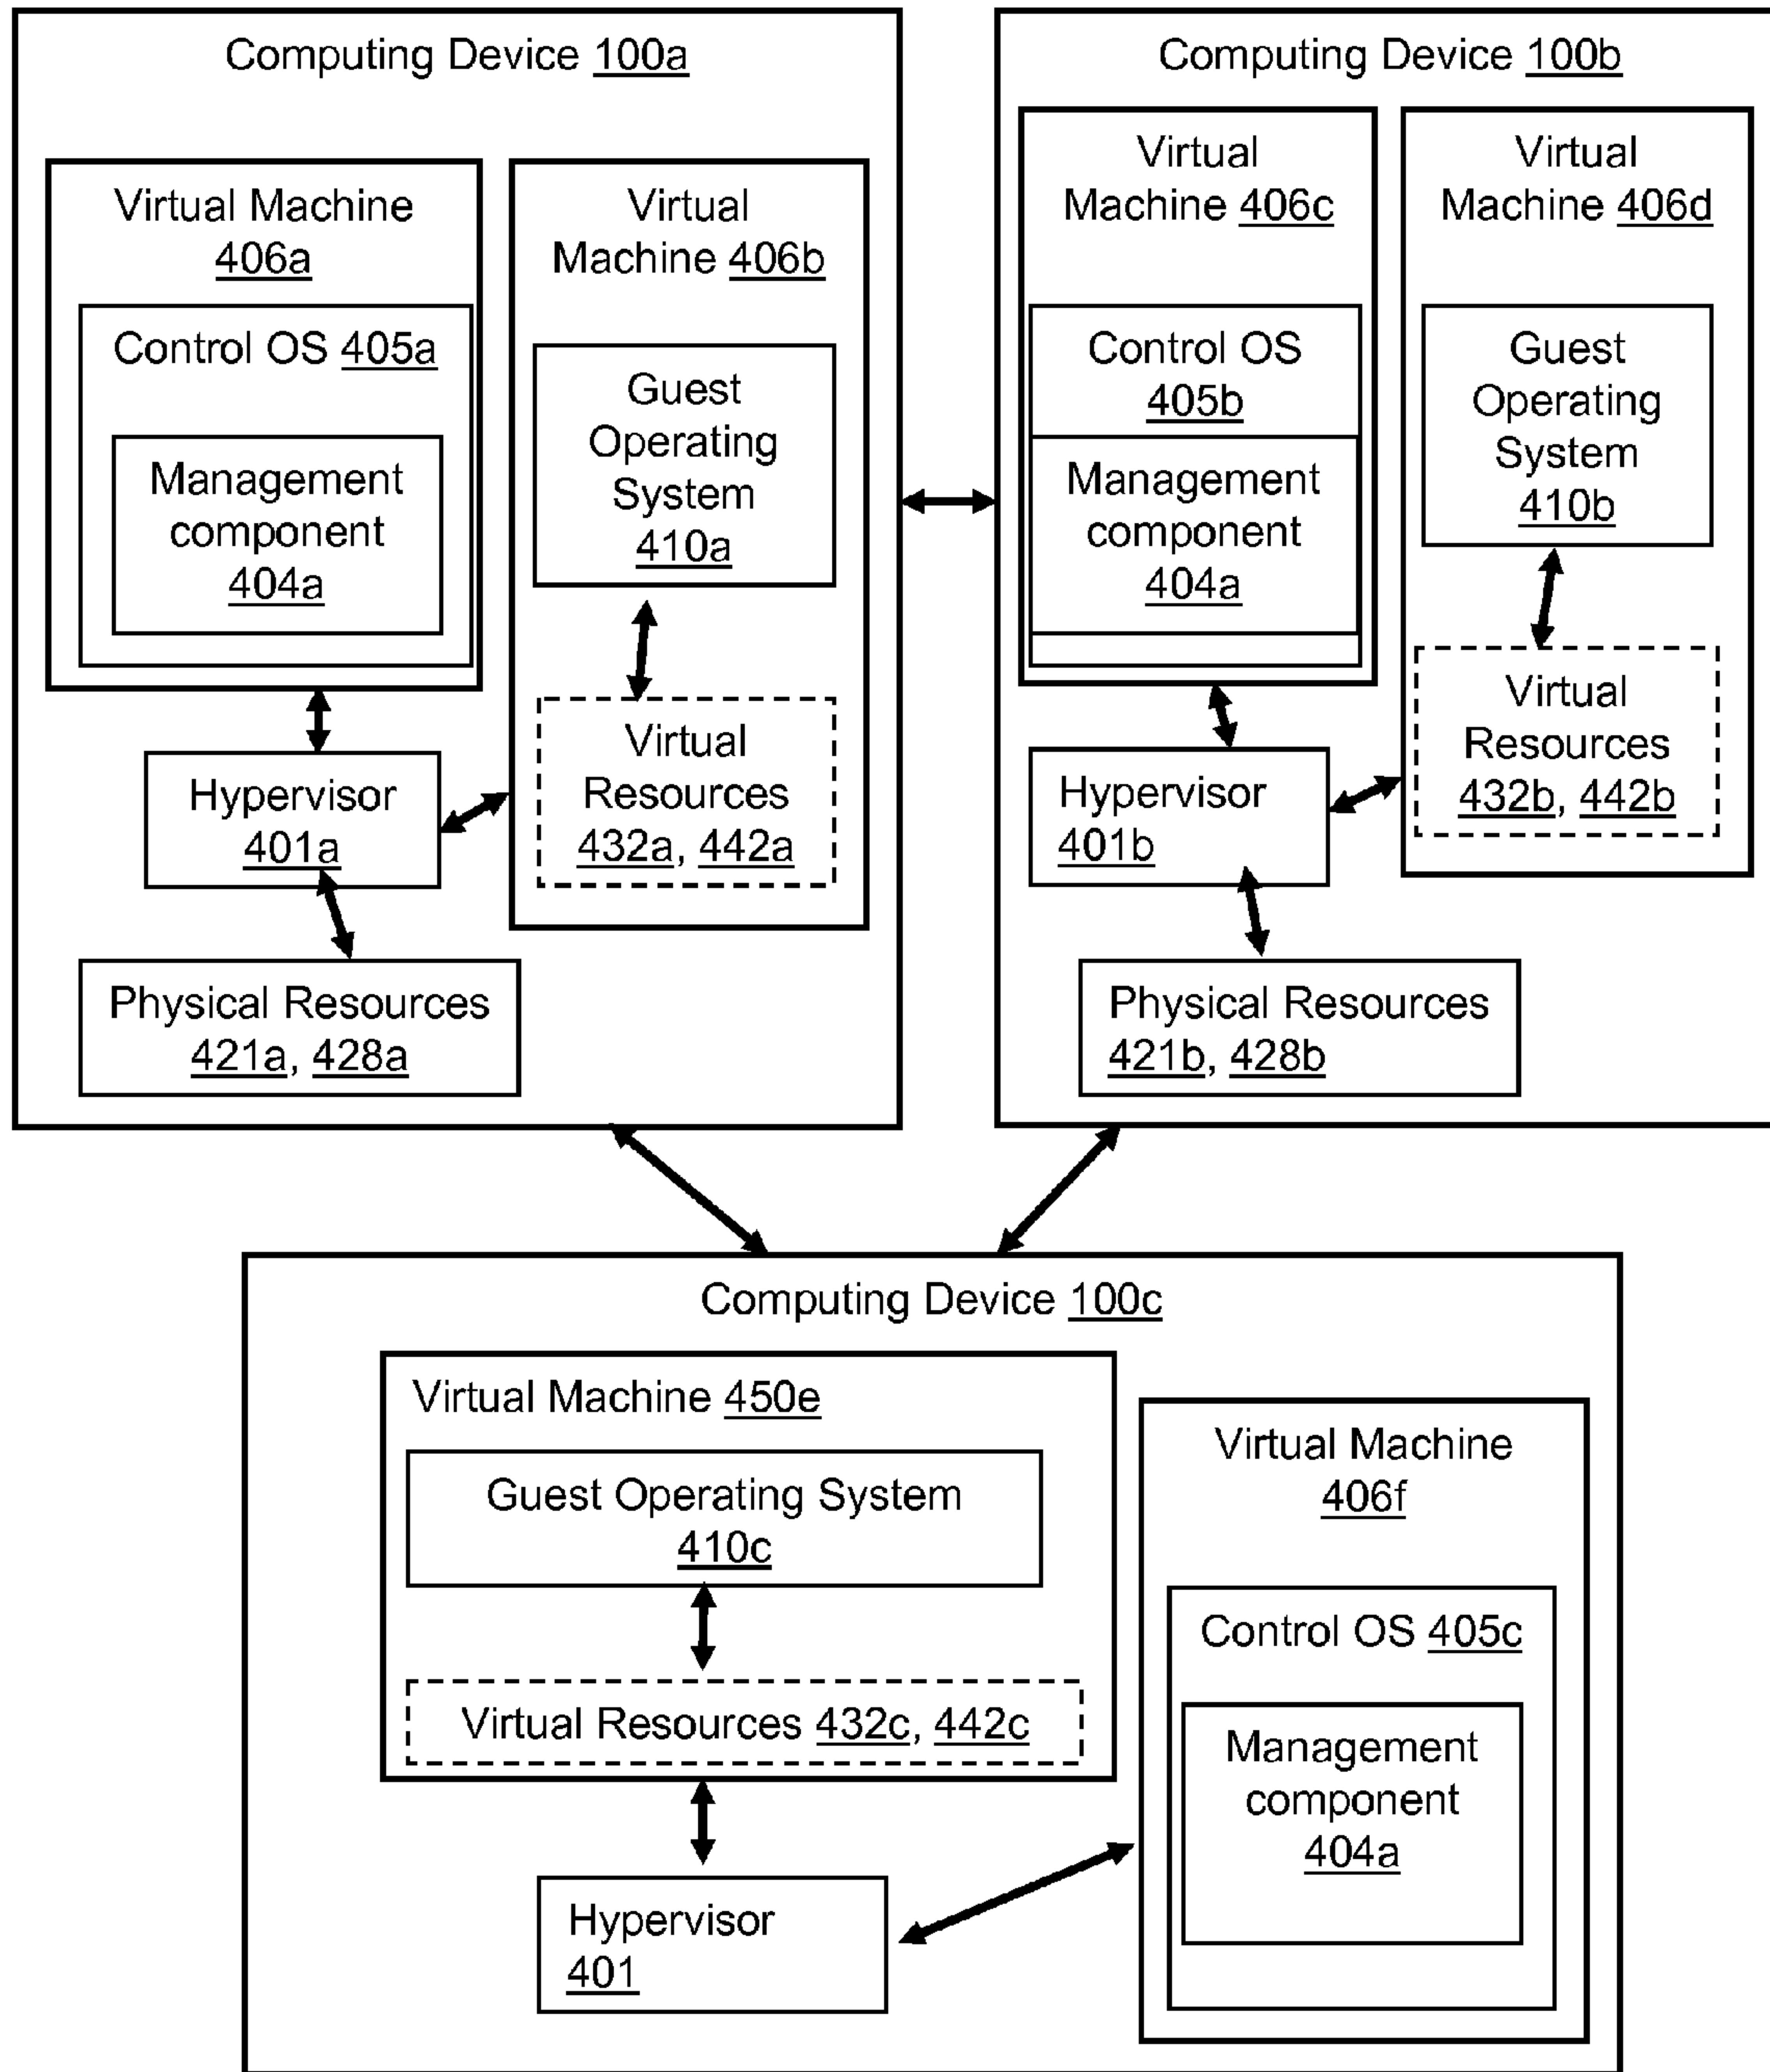 Computing Device 100a
Virtual Machine
406a
Control OS 405a
Management
component
404a
Virtual
Machine 406b
Guest
Operating
System
410a
Virtual
Resources
432a, 442a
Hypervisor
401a
Physical Resources
421a, 428a
Computing Device 100b
Virtual
Machine 406c
Control OS
405b
Management
component
404a
Virtual
Machine 406d
Guest
Operating
System
410b
Virtual
Resources
432b, 442b
Hypervisor
401b
Physical Resources
421b, 428b
Computing Device 100c
Virtual Machine 450e
Guest Operating System
410c
Virtual Resources 432c, 442c
Hypervisor
401
Virtual Machine
406f
Control OS 405c
Management
component
404a